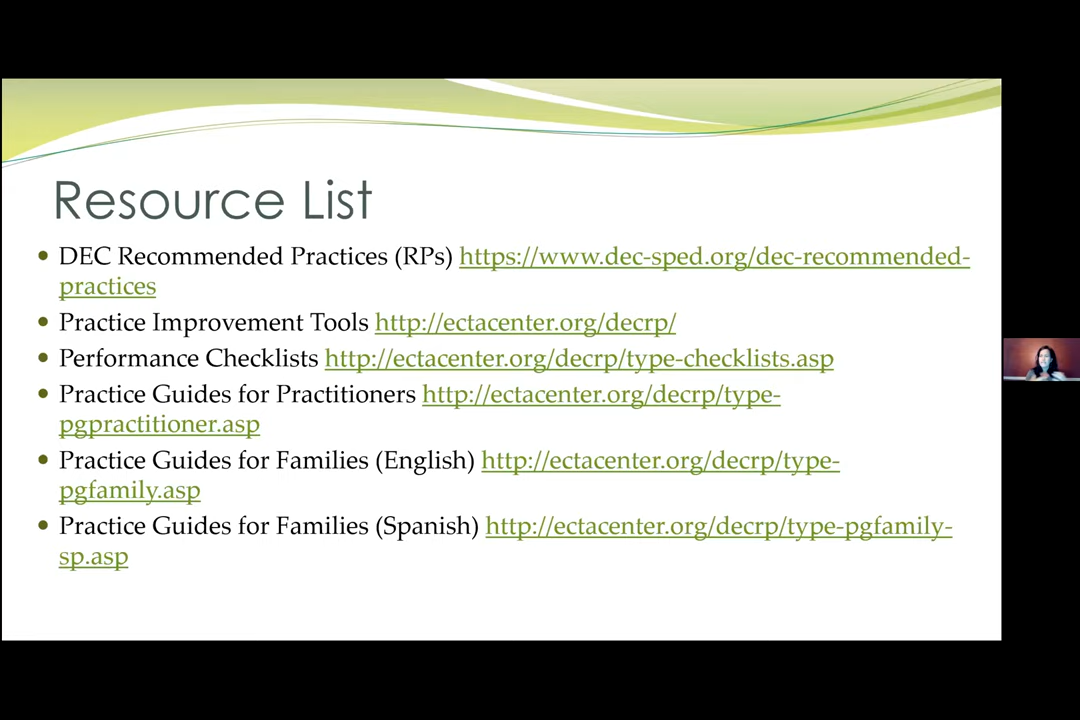 Resource List
DEC Recommended Practices (RPs) https://www.dec-sped.org/dec-recommended-
practices
Practice Improvement Tools http://ectacenter.org/decrp/
Performance Checklists http://ectacenter.org/decrp/type-checklists.asp
Practice Guides for Practitioners http://ectacenter.org/decrp/type-
pgpractitioner.asp
Practice Guides for Families (English) http://ectacenter.org/decrp/type-
pgfamily.asp
Practice Guides for Families (Spanish) http://ectacenter.org/decrp/type-pgfamily-
sp.asp